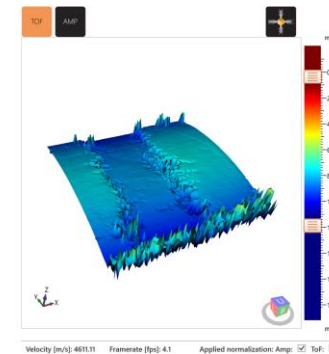 TOF AMP
Z
Y X
Velocity [m/s]: 4611.11 Framerate [fps]: 4.1 Applied normalization: Amp: ToF: